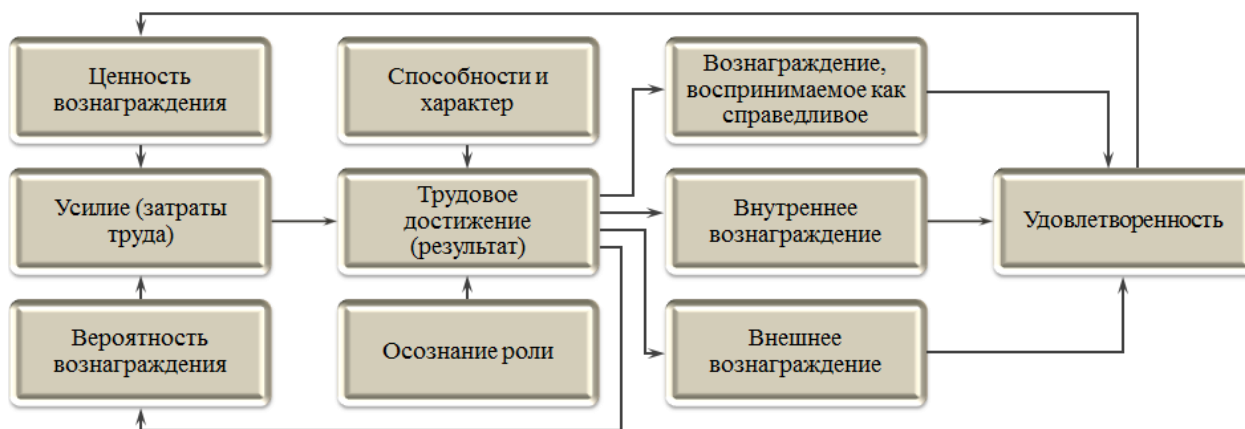 Ценность
вознаграждения
Способности и
характер
Вознаграждение,
воспринимаемое как
справедливое
Усилие (затраты
труда)
Трудовое
достижение
(результат)
Внутреннее
вознаграждение
Удовлетворенность
Вероятность
вознаграждения
Осознание роли
Внешнее
вознаграждение